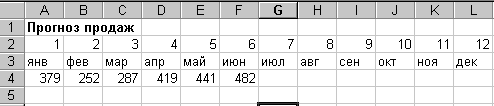 A B C D E F G H I J K L
1 Прогноз продаж
2 1 2 3 4 5 6 7 8 9 10 11 12
3 янв фев мар апр май июн июл авг сен окт ноя дек
4 379 252 287 419 441 482
5